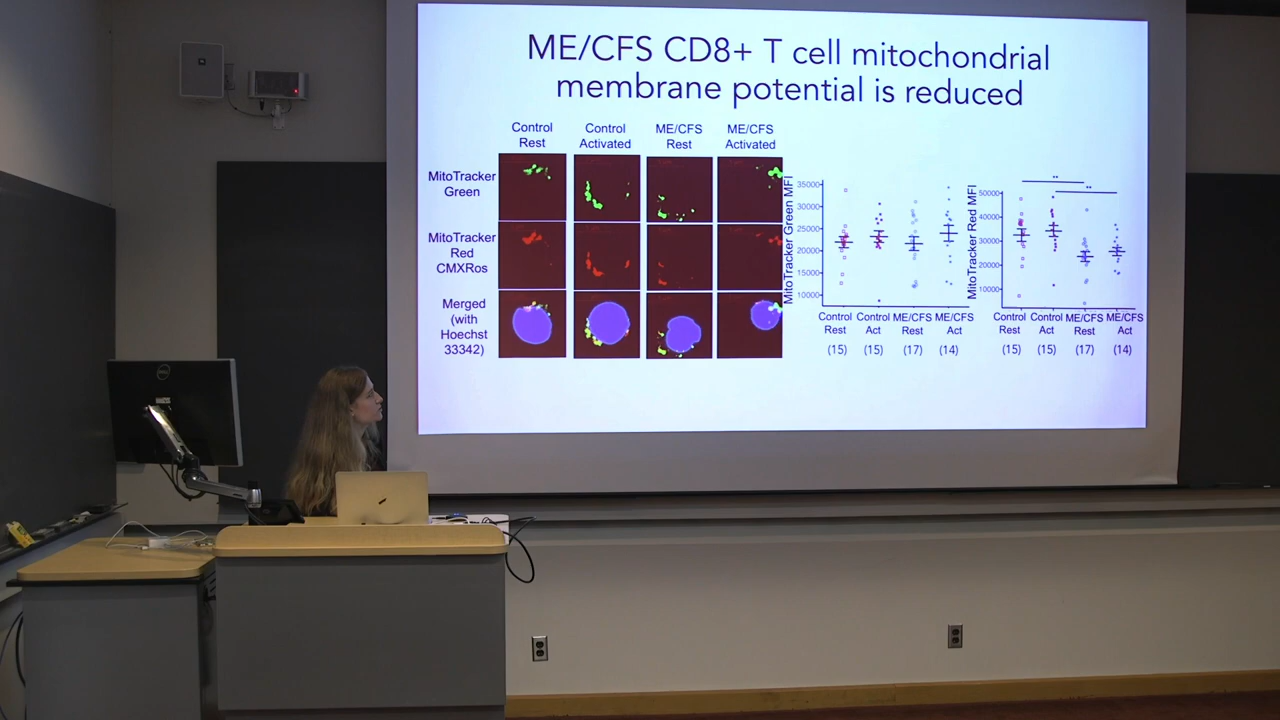 ME/CFS CD8+ T cell mitochondrial
membrane potential is reduced
Control
Rest
Control
Activated
ME/CFS
Rest
ME/CFS
Activated
MitoTracker
Green
MitoTracker
Red
CMXRos
Merged
(with
Hoechst
33342)
MitoTracker Green MFI
35000
30000
25000
20000
15000
10000
Control
Rest
(15)
Control
Act
(15)
ME/CFS
Rest
(17)
ME/CFS
Act
(14)
MitoTracker Red MFI
50000
40000
30000
20000
10000
**
**
Control
Rest
(15)
Control
Act
(15)
ME/CFS
Rest
(17)
ME/CFS
Act
(14)
DELL